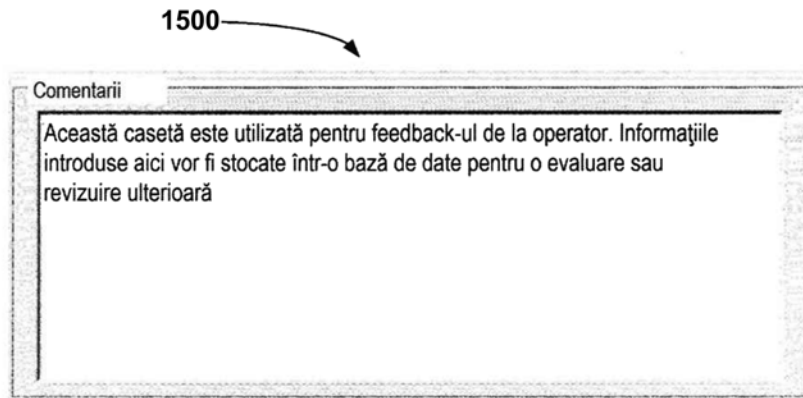 1500
Comentarii
Această casetă este utilizată pentru feedback-ul de la operator. Informaţiile
introduse aici vor fi stocate într-o bază de date pentru o evaluare sau
revizuire ulterioară